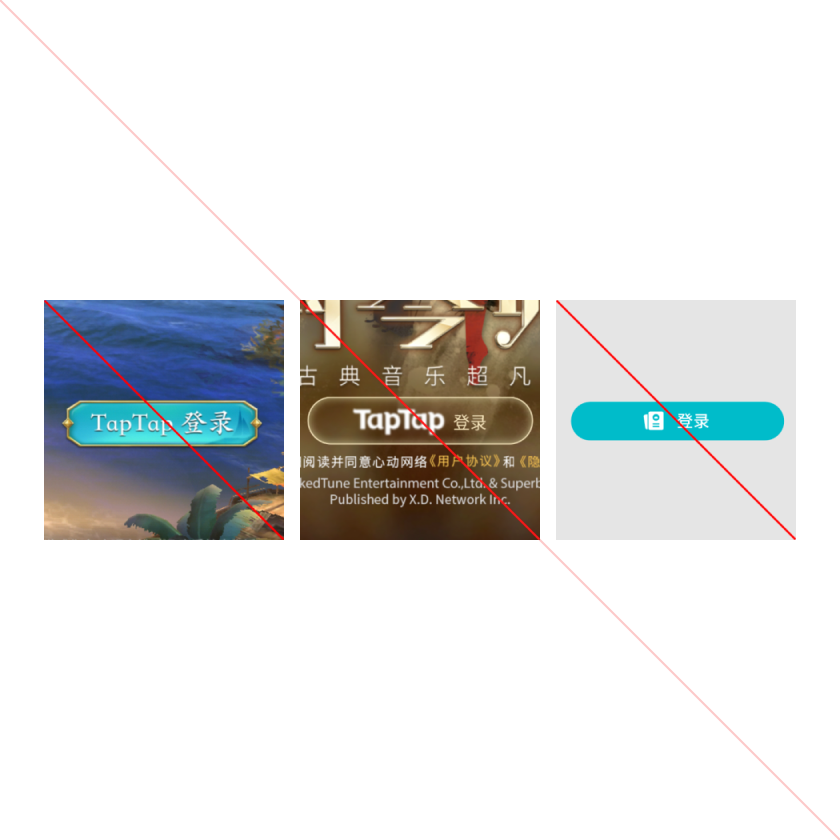 TapTap 登录
古典音乐超凡
TapTap 登录
阅读并同意心动网络《用户协议》和《隐
kedTune Entertainment Co.,Ltd. & Superb
Published by X.D. Network Inc.
登录